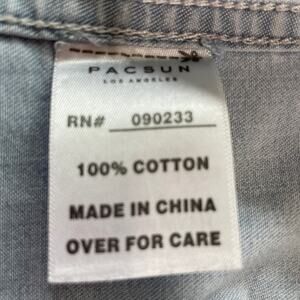 PACSUN
LOS ANGELES
RN# 090233
100% COTTON
MADE IN CHINA
OVER FOR CARE